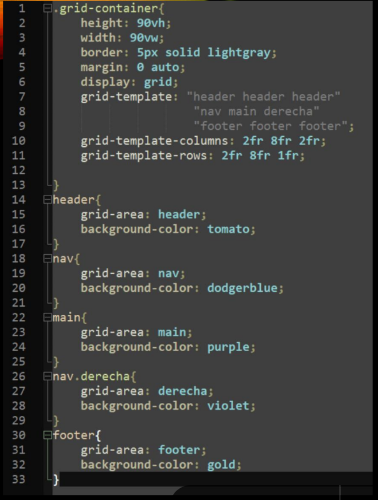 1 .grid-container{
2 height: 90vh;
3 width: 90vw;
4 border: 5px solid lightgray;
5 margin: 0 auto;
6 display: grid;
7 grid-template: "header header header"
8 "nav main derecha"
9 "footer footer footer";
10 grid-template-columns: 2fr 8fr 2fr;
11 grid-template-rows: 2fr 8fr 1fr;
12
13 }
14 header{
15 grid-area: header;
16 background-color: tomato;
17 }
18 nav{
19 grid-area: nav;
20 background-color: dodgerblue;
21 }
22 main{
23 grid-area: main;
24 background-color: purple;
25 }
26 nav.derecha{
27 grid-area: derecha;
28 background-color: violet;
29 }
30 footer{
31 grid-area: footer;
32 background-color: gold;
33 }